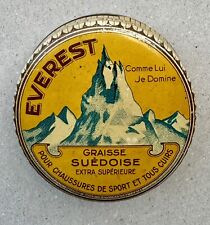 EVEREST
Comme Lui
Je Domine
GRAISSE
SUÉDOISE
EXTRA SUPÉRIEURE
POUR CHAUSSURES DE SPORT ET TOUS CUIRS